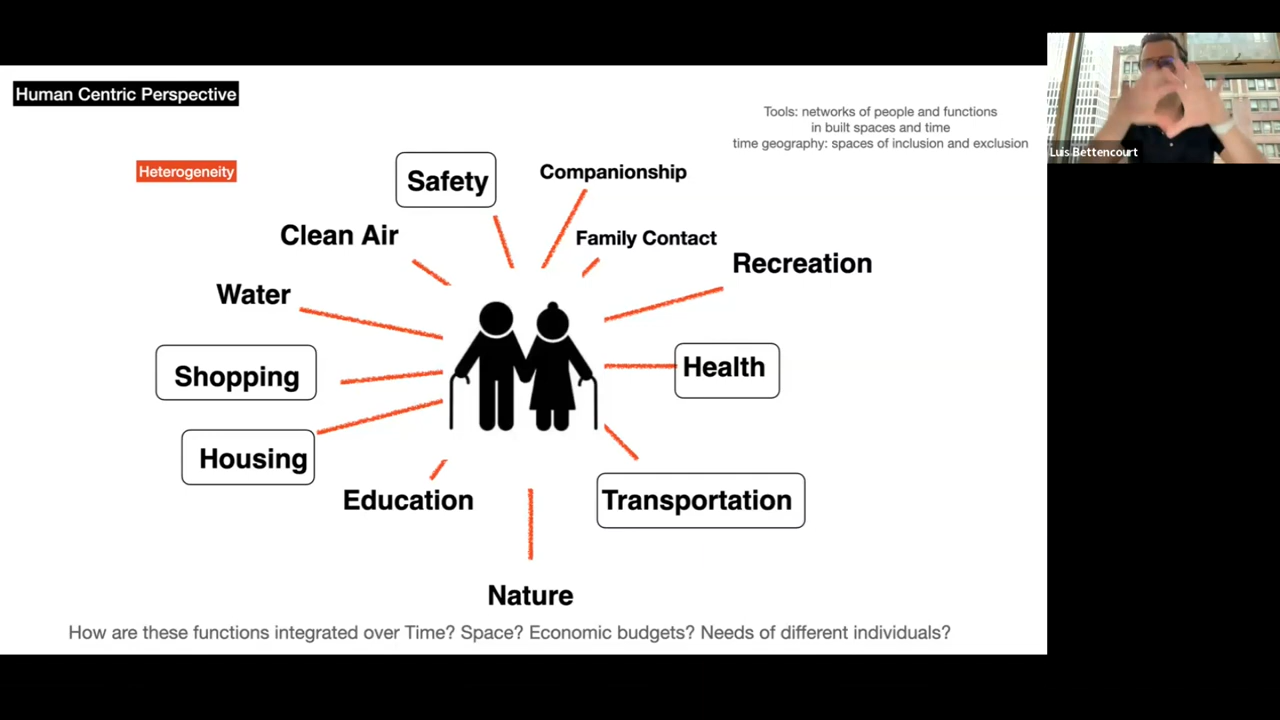 Human Centric Perspective
Tools: networks of people and functions
in built spaces and time
time geography: spaces of inclusion and exclusion
Luis Bettencourt
Heterogeneity
Safety
Companionship
Clean Air
Family Contact
Recreation
Water
Shopping
Health
Housing
Education
Transportation
Nature
How are these functions integrated over Time? Space? Economic budgets? Needs of different individuals?